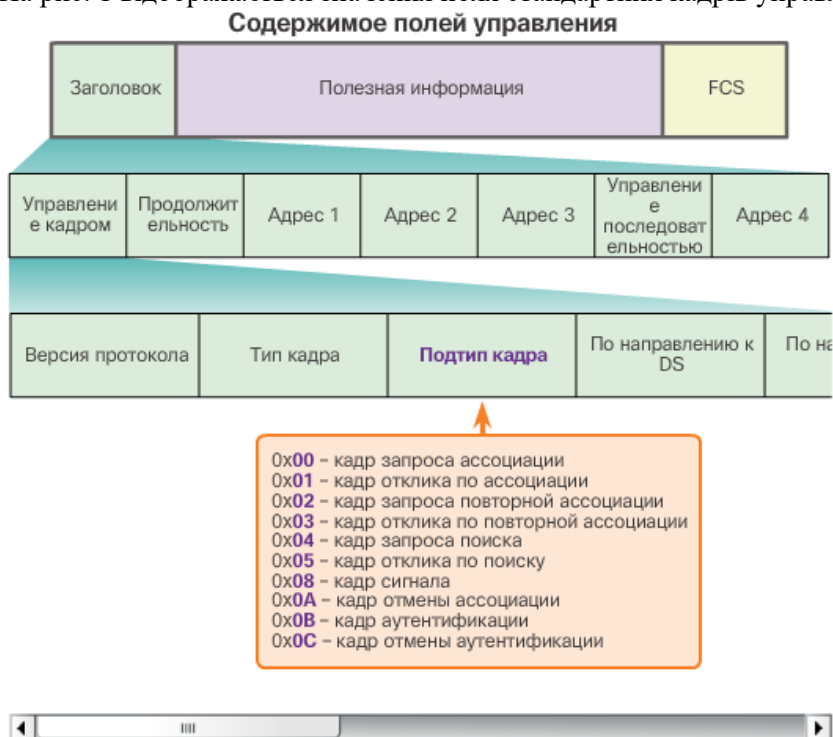 Содержимое полей управления
Заголовок
Полезная информация
FCS
Управлени
е кадром
Продолжит
ельность
Адрес 1
Адрес 2
Адрес 3
Управлени
е
последоват
ельностью
Адрес 4
Версия протокола
Тип кадра
Подтип кадра
По направлению к
DS
По на
0x00 – кадр запроса ассоциации
0x01 – кадр отклика по ассоциации
0x02 – кадр запроса повторной ассоциации
0x03 – кадр отклика по повторной ассоциации
0x04 – кадр запроса поиска
0x05 – кадр отклика по поиску
0x08 – кадр сигнала
0x0A – кадр отмены ассоциации
0x0B – кадр аутентификации
0x0C – кадр отмены аутентификации